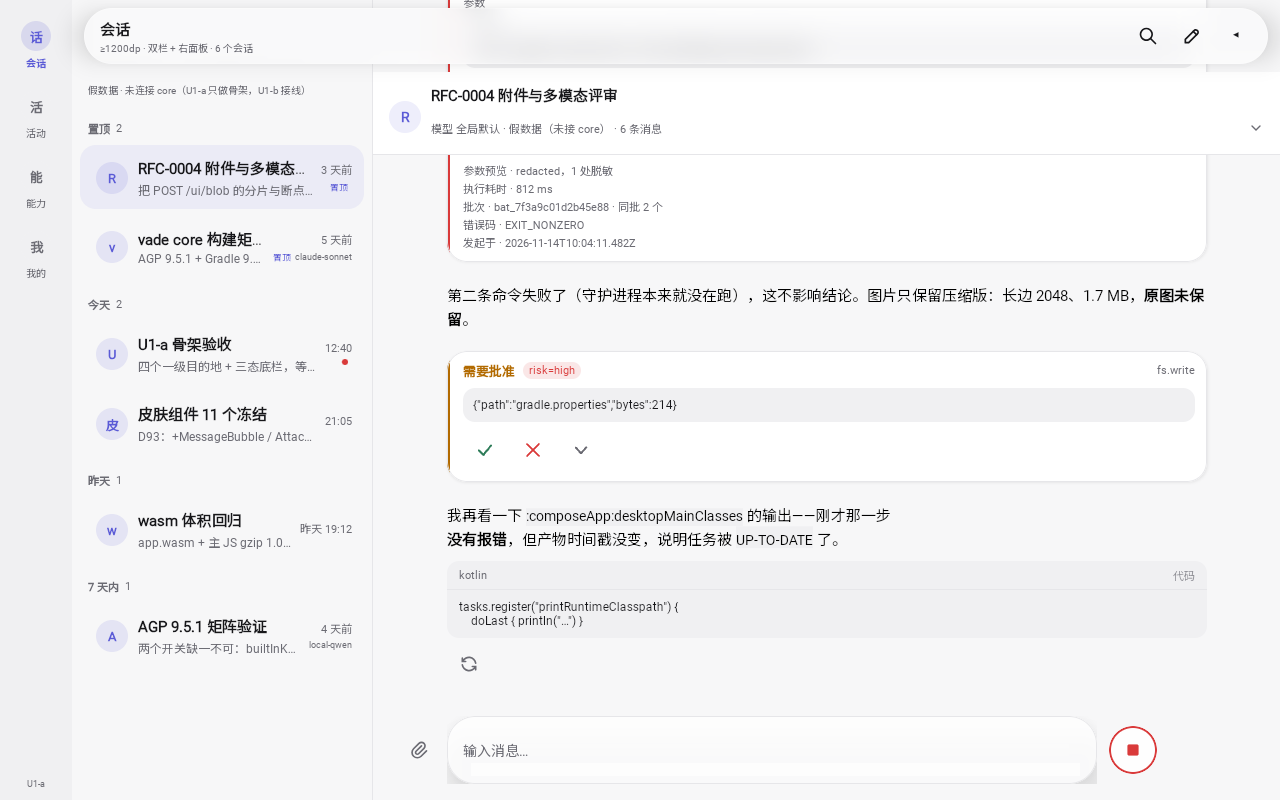 话
会话
活
活动
能
能力
我
我的
U1-a
会话
≥1200dp · 双栏 + 右面板 · 6 个会话
假数据 · 未连接 core（U1-a 只做骨架，U1-b 接线）
置顶 2
R
RFC-0004 附件与多模态…
3 天前
把 POST /ui/blob 的分片与断点…
置顶
v
vade core 构建矩…
5 天前
AGP 9.5.1 + Gradle 9.…
置顶 claude-sonnet
今天 2
U
U1-a 骨架验收
12:40
四个一级目的地 + 三态底栏，等…
皮
皮肤组件 11 个冻结
21:05
D93：+MessageBubble / Attac…
昨天 1
w
wasm 体积回归
昨天 19:12
app.wasm + 主 JS gzip 1.0…
7 天内 1
A
AGP 9.5.1 矩阵验证
4 天前
两个开关缺一不可：builtInK…
local-qwen
参数
R
RFC-0004 附件与多模态评审
模型 全局默认 · 假数据（未接 core） · 6 条消息
参数预览 · redacted，1 处脱敏
执行耗时 · 812 ms
批次 · bat_7f3a9c01d2b45e88 · 同批 2 个
错误码 · EXIT_NONZERO
发起于 · 2026-11-14T10:04:11.482Z
第二条命令失败了（守护进程本来就没在跑），这不影响结论。图片只保留压缩版：长边 2048、1.7 MB，原图未保
留。
需要批准 risk=high
fs.write
{"path":"gradle.properties","bytes":214}
我再看一下 :composeApp:desktopMainClasses 的输出——刚才那一步
没有报错，但产物时间戳没变，说明任务被 UP-TO-DATE 了。
kotlin
代码
tasks.register("printRuntimeClasspath") {
    doLast { println("…") }
输入消息…